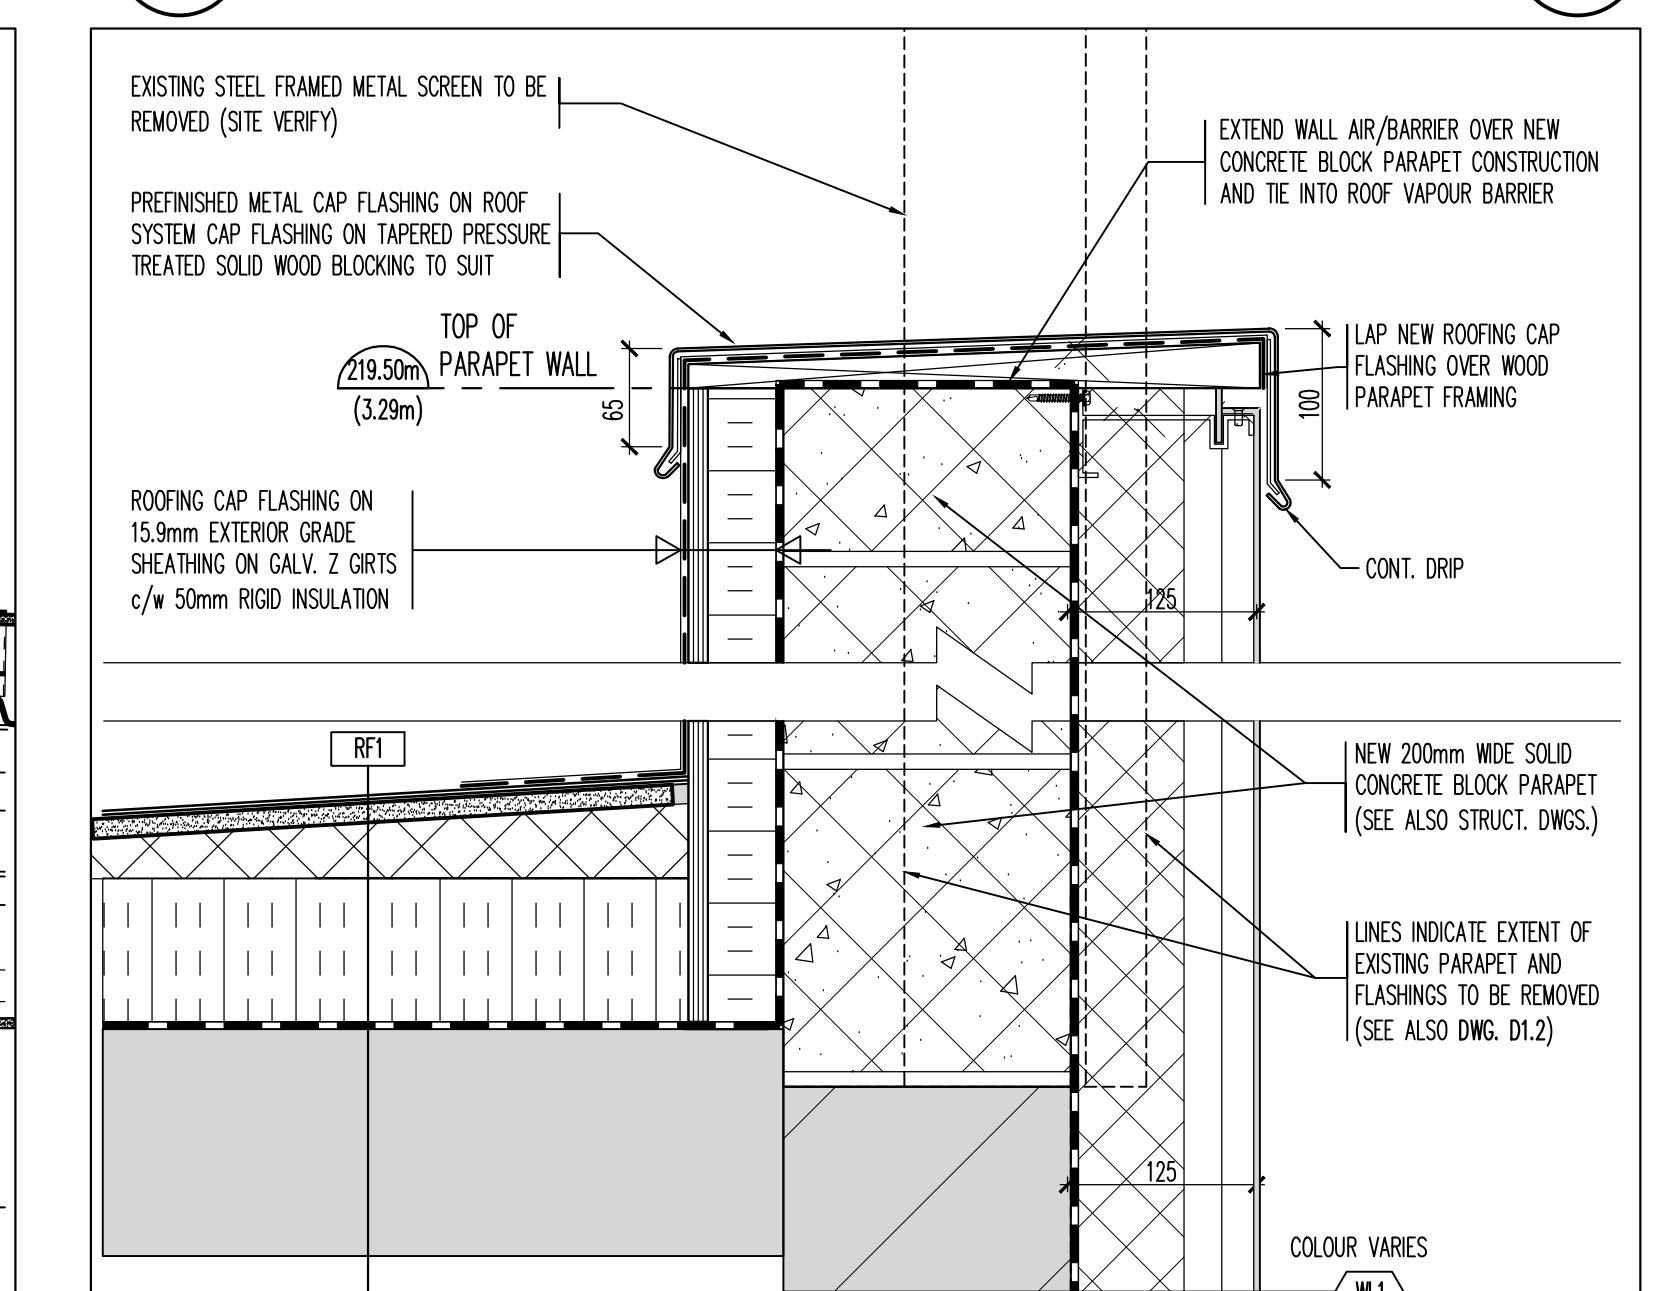 EXISTING STEEL FRAMED METAL SCREEN TO BE
REMOVED (SITE VERIFY)
PREFINISHED METAL CAP FLASHING ON ROOF
SYSTEM CAP FLASHING ON TAPERED PRESSURE
TREATED SOLID WOOD BLOCKING TO SUIT
EXTEND WALL AIR/BARRIER OVER NEW
CONCRETE BLOCK PARAPET CONSTRUCTION
AND TIE INTO ROOF VAPOUR BARRIER
TOP OF
PARAPET WALL
219.50m
(3.29m)
65
100
LAP NEW ROOFING CAP
FLASHING OVER WOOD
PARAPET FRAMING
ROOFING CAP FLASHING ON
15.9mm EXTERIOR GRADE
SHEATHING ON GALV. Z GIRTS
c/w 50mm RIGID INSULATION
CONT. DRIP
125
RF1
NEW 200mm WIDE SOLID
CONCRETE BLOCK PARAPET
(SEE ALSO STRUCT. DWGS.)
LINES INDICATE EXTENT OF
EXISTING PARAPET AND
FLASHINGS TO BE REMOVED
(SEE ALSO DWG. D1.2)
125
COLOUR VARIES
WL1